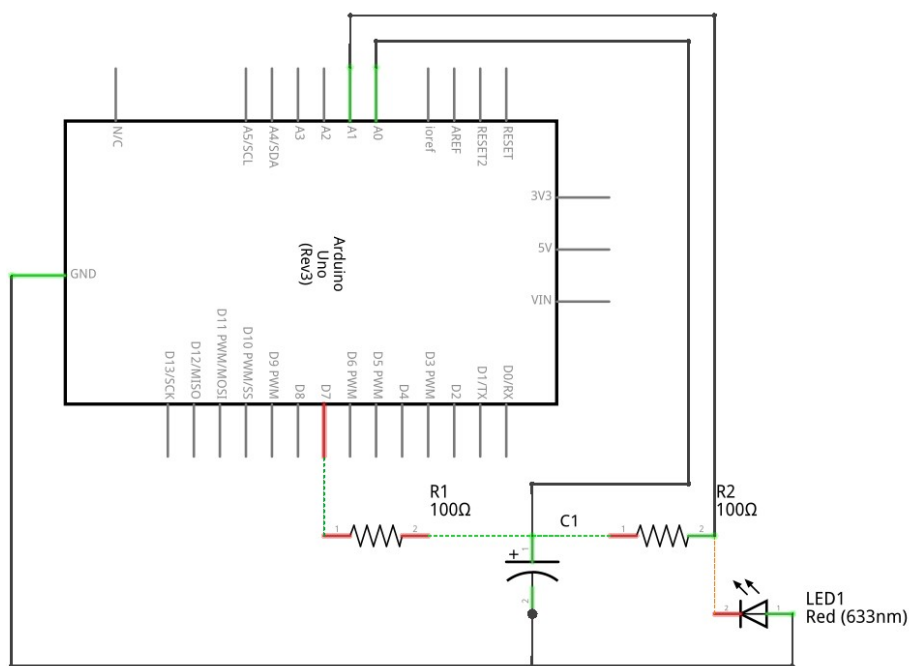 N/C
A5/SCL
A4/SDA
A3
A2
A1
A0
ioref
AREF
RESET2
RESET
3V3
5V
VIN
GND
Arduino
Uno
(Rev3)
D13/SCK
D12/MISO
D11 PWM/MOSI
D10 PWM/SS
D9 PWM
D8
D7
D6 PWM
D5 PWM
D4
D3 PWM
D2
D1/TX
D0/RX
R1
100Ω
1
2
C1
+
1
2
R2
100Ω
1
2
LED1
Red (633nm)
2
1